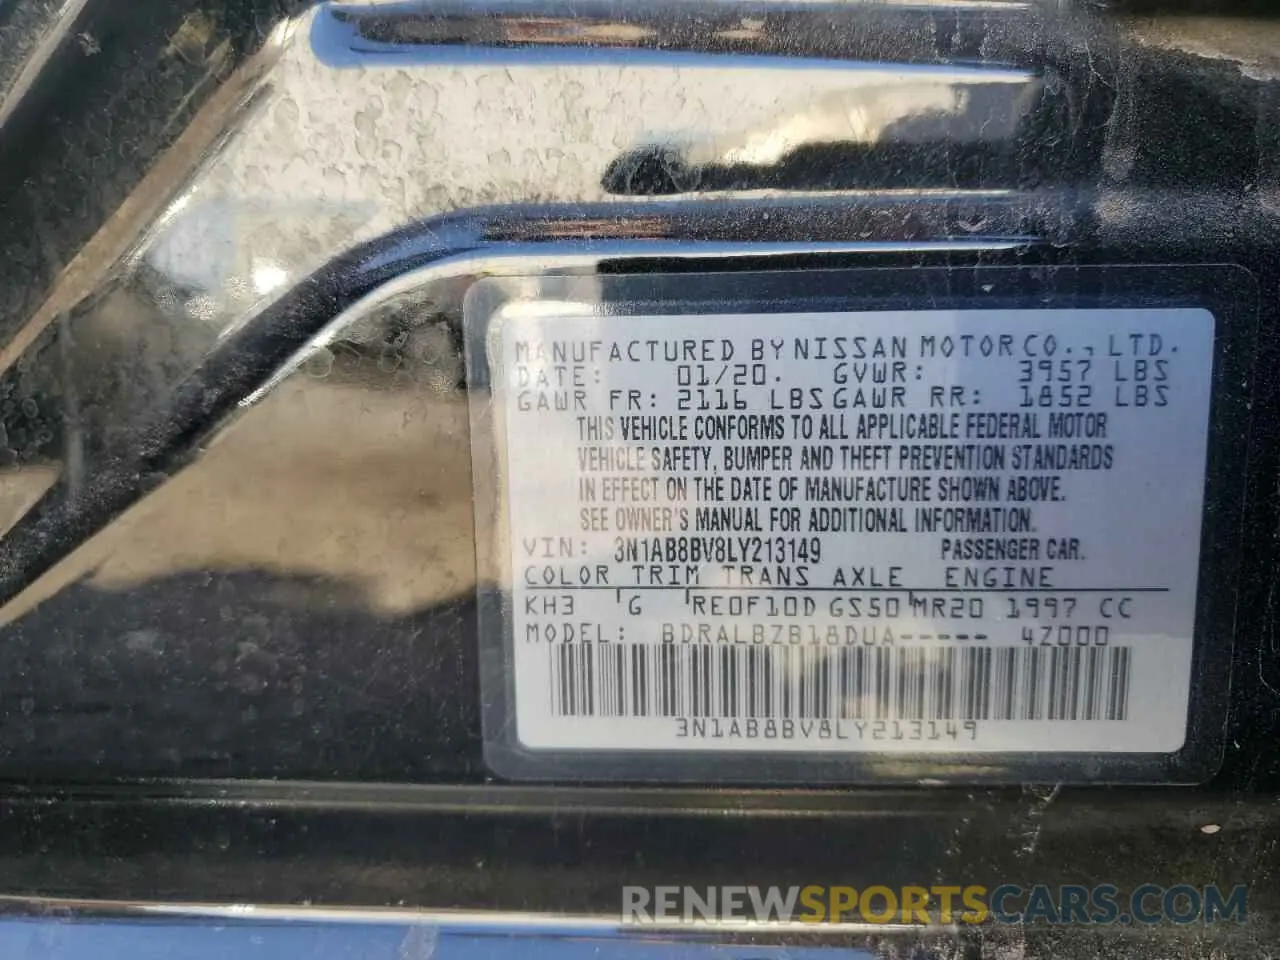 MANUFACTURED BY NISSAN MOTOR CO., LTD.
DATE: 01/20. GVWR: 3957 LBS
GAWR FR: 2116 LBS GAWR RR: 1852 LBS
THIS VEHICLE CONFORMS TO ALL APPLICABLE FEDERAL MOTOR
VEHICLE SAFETY, BUMPER AND THEFT PREVENTION STANDARDS
IN EFFECT ON THE DATE OF MANUFACTURE SHOWN ABOVE.
SEE OWNER'S MANUAL FOR ADDITIONAL INFORMATION.
VIN: 3N1AB8BV8LY213149 PASSENGER CAR.
COLOR TRIM TRANS AXLE ENGINE
KH3 G RE0F10D GS50 MR20 1997 CC
MODEL: BDRALBZB18DUA----- 4Z000
3N1AB8BV8LY213149
RENEWSPORTSCARS.COM